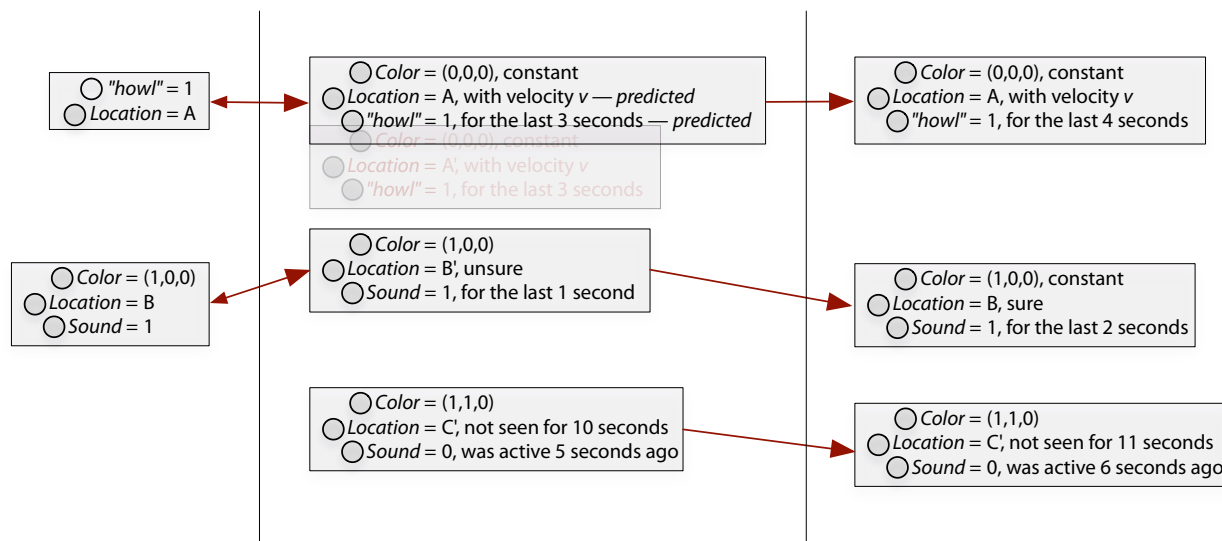 "howl" = 1
Location = A
Color = (1,0,0)
Location = B
Sound = 1
Color = (0,0,0), constant
Location = A, with velocity v — predicted
"howl" = 1, for the last 3 seconds — predicted
Color = (0,0,0), constant
Location = A', with velocity v
"howl" = 1, for the last 3 seconds
Color = (1,0,0)
Location = B', unsure
Sound = 1, for the last 1 second
Color = (1,1,0)
Location = C', not seen for 10 seconds
Sound = 0, was active 5 seconds ago
Color = (0,0,0), constant
Location = A, with velocity v
"howl" = 1, for the last 4 seconds
Color = (1,0,0), constant
Location = B, sure
Sound = 1, for the last 2 seconds
Color = (1,1,0)
Location = C', not seen for 11 seconds
Sound = 0, was active 6 seconds ago